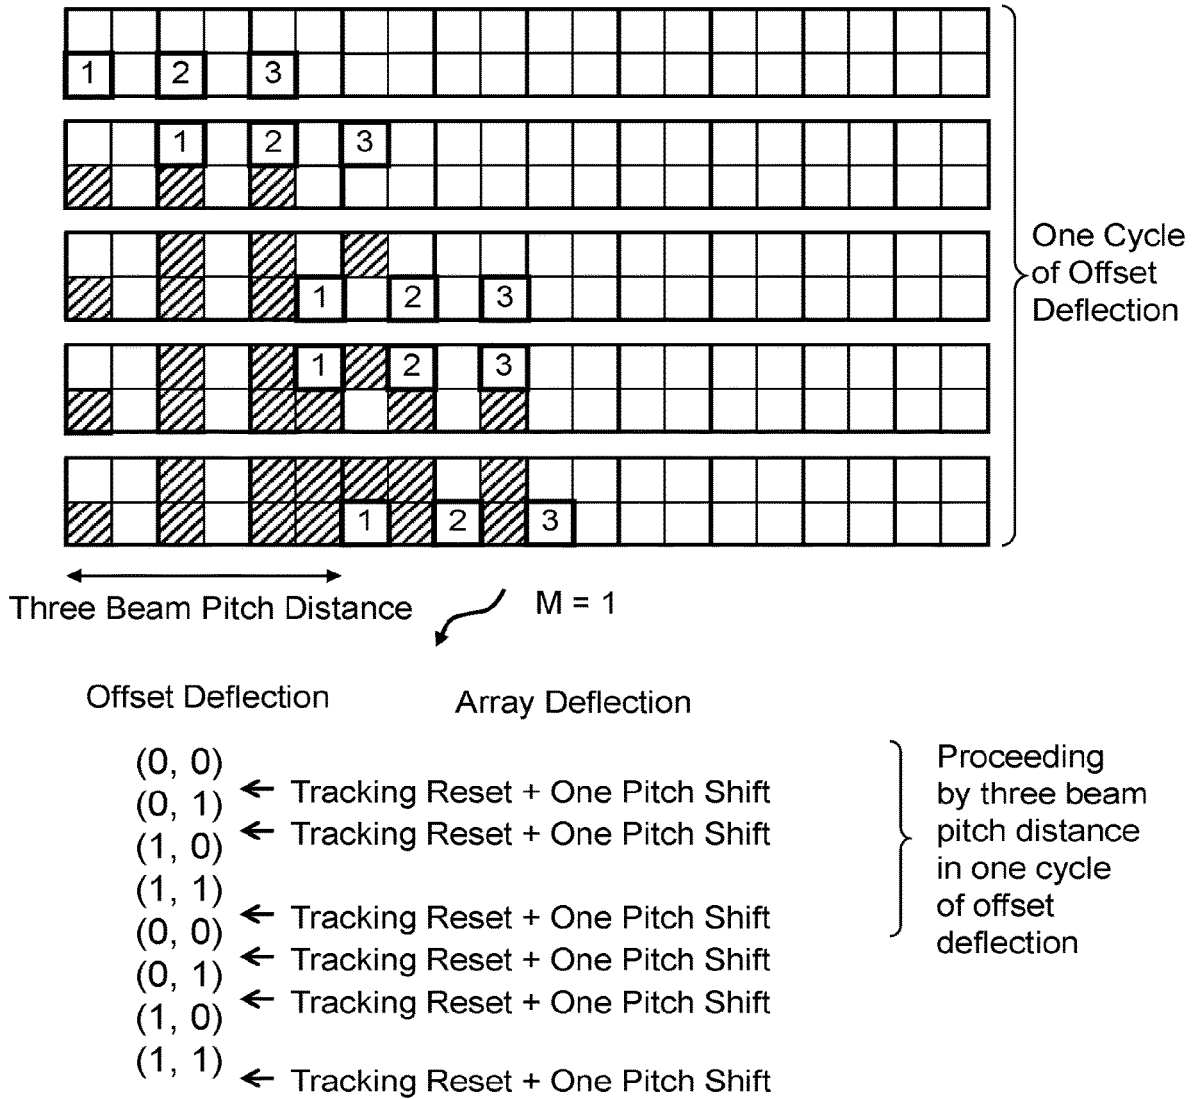 1 2 3
1 2 3
1 2 3
1 2 3
1 2 3
One Cycle
of Offset
Deflection
Three Beam Pitch Distance
M = 1
Offset Deflection
Array Deflection
(0, 0)
Tracking Reset + One Pitch Shift
(0, 1)
Tracking Reset + One Pitch Shift
(1, 0)
(1, 1)
Tracking Reset + One Pitch Shift
(0, 0)
Tracking Reset + One Pitch Shift
(0, 1)
Tracking Reset + One Pitch Shift
(1, 0)
(1, 1)
Tracking Reset + One Pitch Shift
Proceeding
by three beam
pitch distance
in one cycle
of offset
deflection